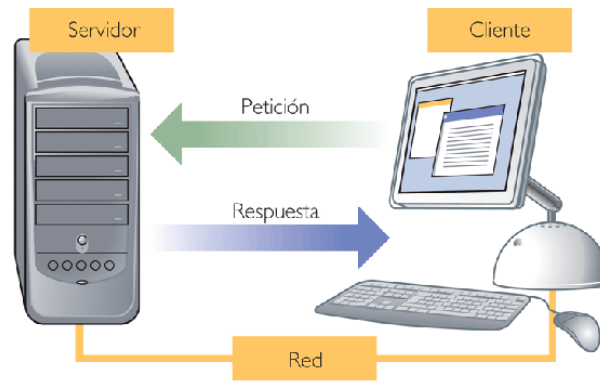 Servidor
Cliente
Petición
Respuesta
Red